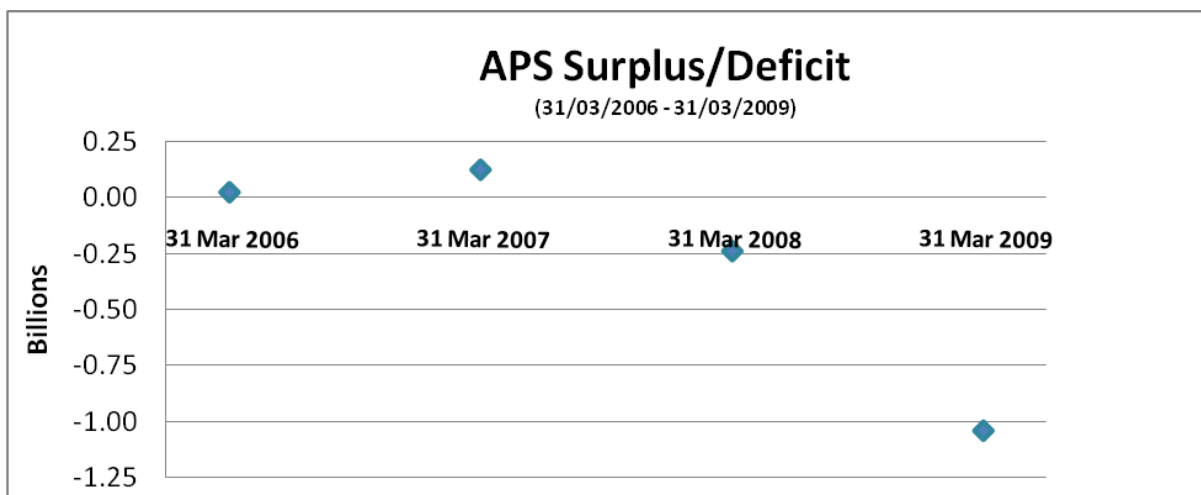 APS Surplus/Deficit
(31/03/2006 - 31/03/2009)
0.25
0.00
31 Mar 2006 31 Mar 2007 31 Mar 2008 31 Mar 2009
-0.25
-0.50
-0.75
-1.00
-1.25
Billions